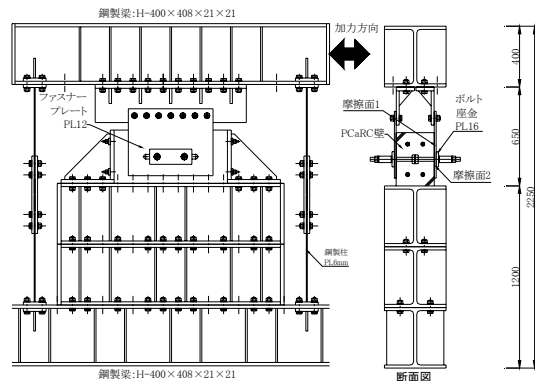 鋼製梁:H-400×408×21×21
加力方向
ファスナー
プレート
PL12
摩擦面1
PCaRC壁
ボルト
座金
PL16
摩擦面2
鋼製柱
PL6mm
400
650
1200
2250
鋼製梁:H-400×408×21×21
断面図